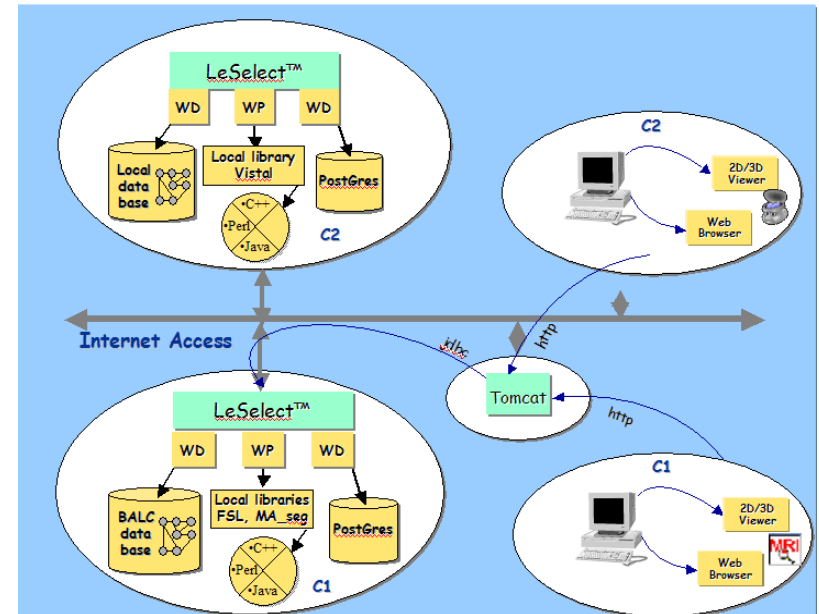 LeSelect™
WD
WP
WD
Local
data
base
Local library
Vistal
PostGres
•C++
•Perl
•Java
C2
C2
2D/3D
Viewer
Web
Browser
Internet Access
http
Tomcat
http
LeSelect™
WD
WP
WD
BALC
data
base
Local libraries
FSL, MA_seg
PostGres
•C++
•Perl
•Java
C1
C1
2D/3D
Viewer
MRI
Web
Browser